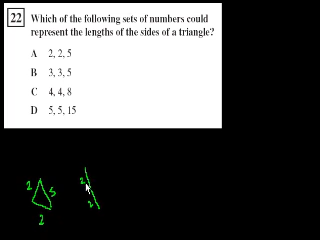 22 Which of the following sets of numbers could
represent the lengths of the sides of a triangle?
A 2, 2, 5
B 3, 3, 5
C 4, 4, 8
D 5, 5, 15
2 5
2
2
2